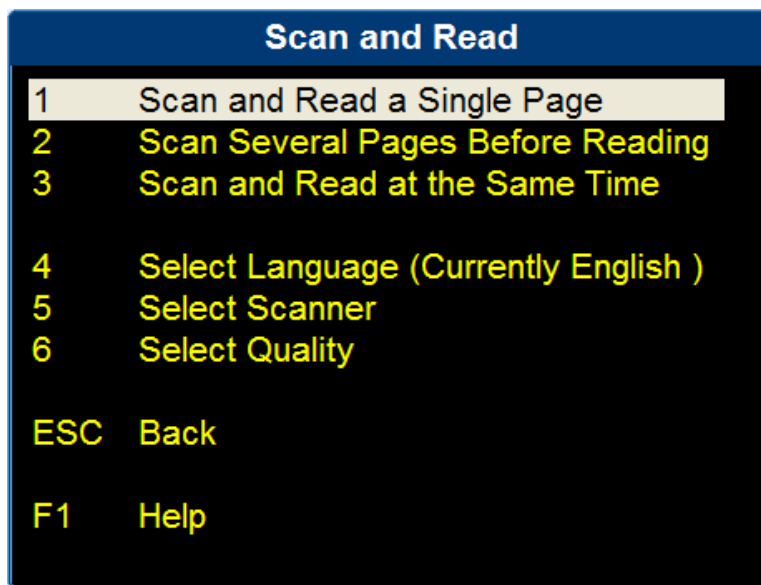 Scan and Read
1 Scan and Read a Single Page
2 Scan Several Pages Before Reading
3 Scan and Read at the Same Time
4 Select Language (Currently English )
5 Select Scanner
6 Select Quality
ESC Back
F1 Help